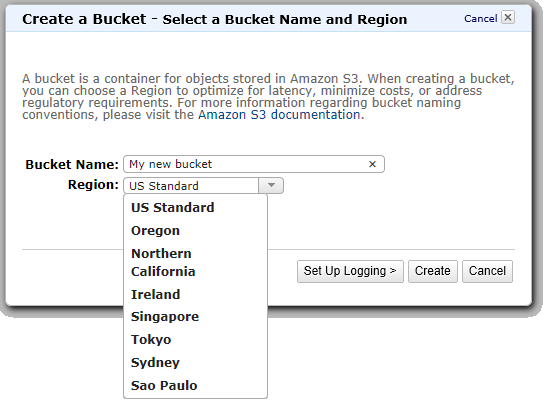 Create a Bucket - Select a Bucket Name and Region
Cancel
A bucket is a container for objects stored in Amazon S3. When creating a bucket,
you can choose a Region to optimize for latency, minimize costs, or address
regulatory requirements. For more information regarding bucket naming
conventions, please visit the Amazon S3 documentation.
Bucket Name: My new bucket
Region: US Standard
US Standard
Oregon
Northern
California
Ireland
Singapore
Tokyo
Sydney
Sao Paulo
Set Up Logging > Create Cancel